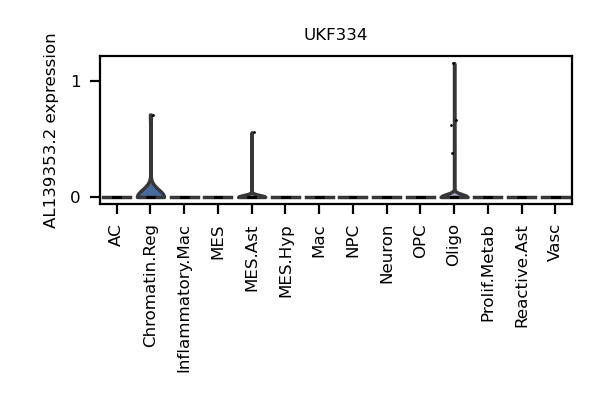 UKF334
AL139353.2 expression
1
0
AC
Chromatin.Reg
Inflammatory.Mac
MES
MES.Ast
MES.Hyp
Mac
NPC
Neuron
OPC
Oligo
Prolif.Metab
Reactive.Ast
Vasc